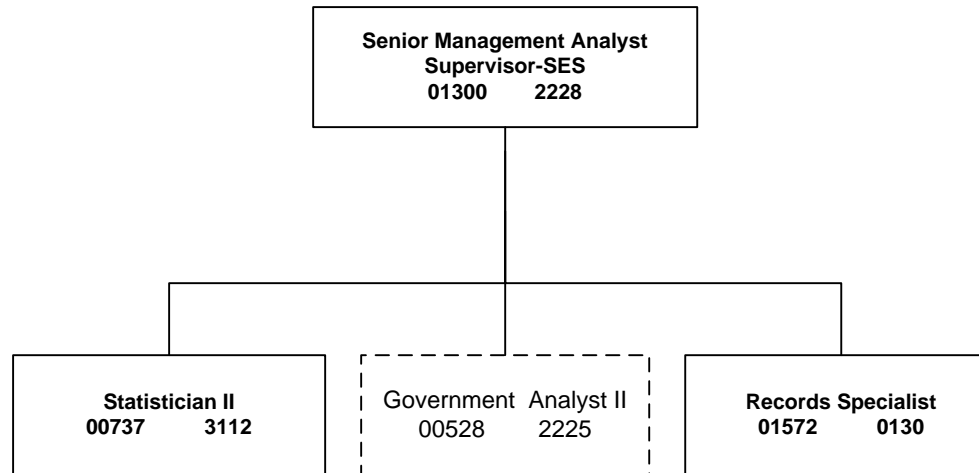 Senior Management Analyst
Supervisor-SES
01300 2228
Statistician II
00737 3112
Government Analyst II
00528 2225
Records Specialist
01572 0130